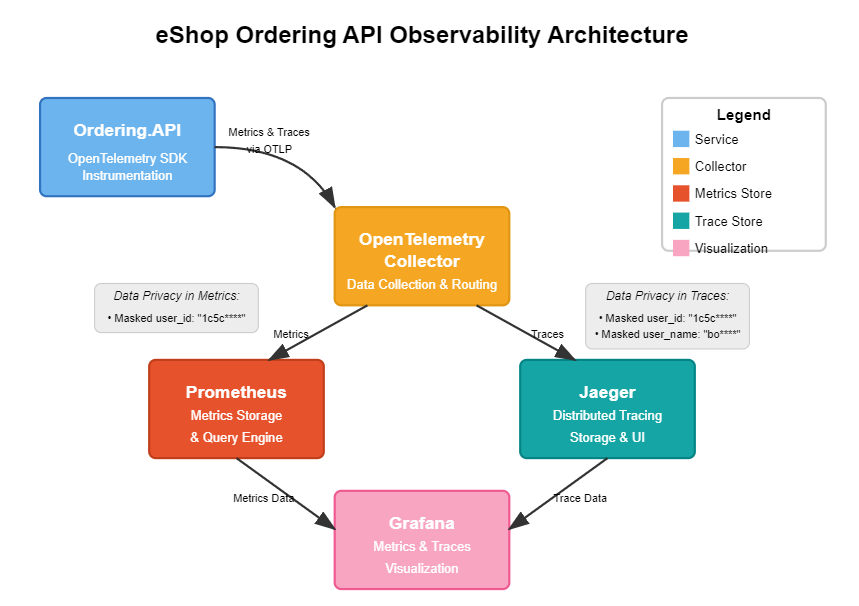 eShop Ordering API Observability Architecture
Ordering.API
OpenTelemetry SDK
Instrumentation
Metrics & Traces
via OTLP
Legend
Service
Collector
Metrics Store
Trace Store
Visualization
OpenTelemetry
Collector
Data Collection & Routing
Data Privacy in Metrics:
• Masked user_id: "1c5c****"
Data Privacy in Traces:
• Masked user_id: "1c5c****"
• Masked user_name: "bo****"
Metrics
Traces
Prometheus
Metrics Storage
& Query Engine
Jaeger
Distributed Tracing
Storage & UI
Metrics Data
Trace Data
Grafana
Metrics & Traces
Visualization